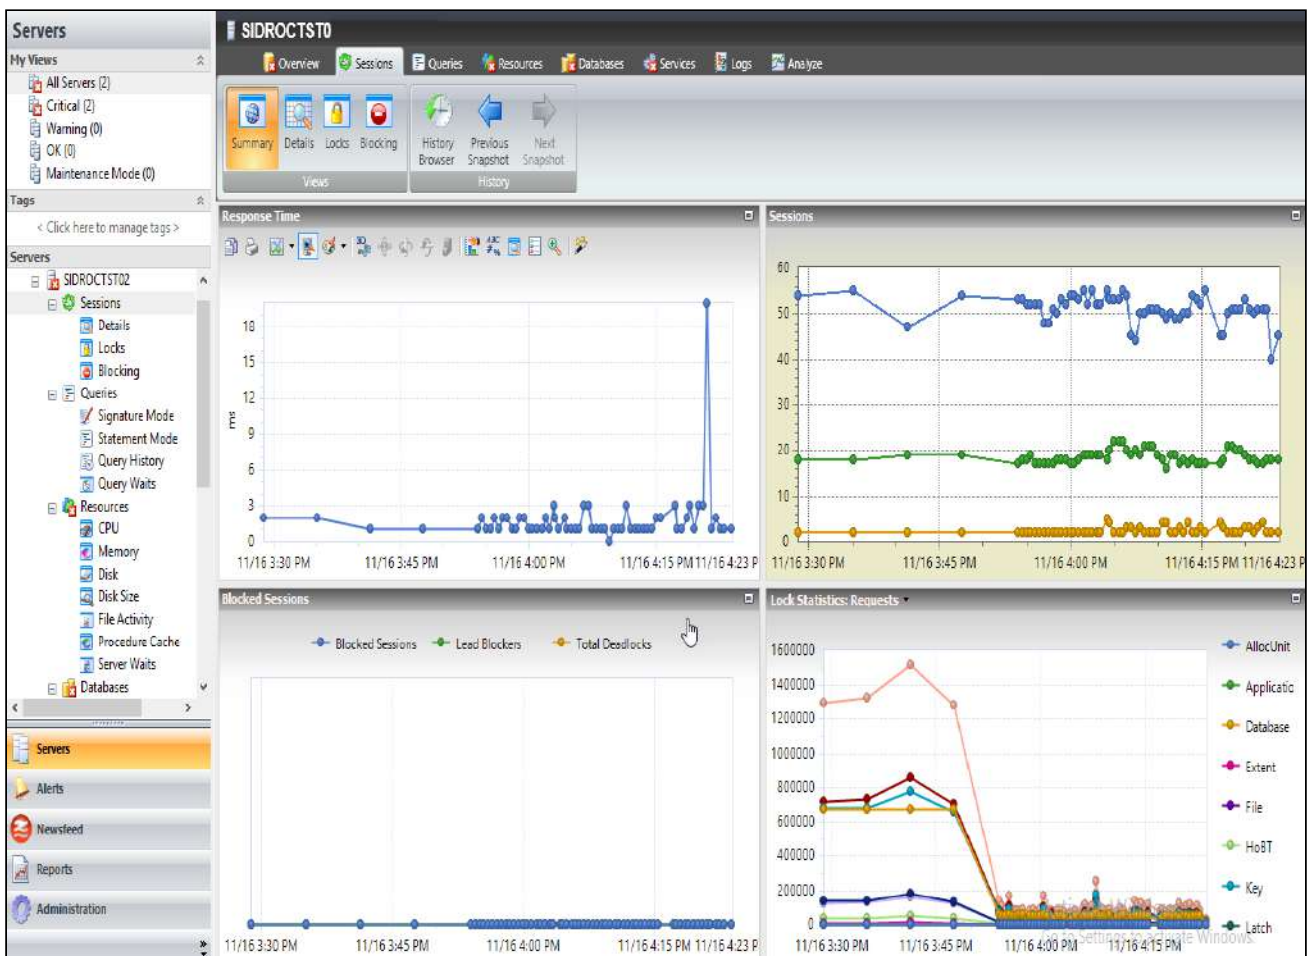 Servers
My Views
All Servers (2)
Critical (2)
Warning (0)
OK (0)
Maintenance Mode (0)
Tags
< Click here to manage tags >
Servers
SIDROCTST02
Sessions
Details
Locks
Blocking
Queries
Signature Mode
Statement Mode
Query History
Query Waits
Resources
CPU
Memory
Disk
Disk Size
File Activity
Procedure Cache
Server Waits
Databases
Servers
Alerts
Newsfeed
Reports
Administration
SIDROCTST0
Overview Sessions Queries Resources Databases Services Logs Analyze
Summary Details Locks Blocking
Views
History Browser Previous Snapshot Next Snapshot
History
Response Time
18
15
12
9
6
3
0
ms
11/16 3:30 PM 11/16 3:45 PM 11/16 4:00 PM 11/16 4:15 PM 11/16 4:23 P
Sessions
60
50
40
30
20
10
0
11/16 3:30 PM 11/16 3:45 PM 11/16 4:00 PM 11/16 4:15 PM 11/16 4:23 P
Blocked Sessions
Blocked Sessions Lead Blockers Total Deadlocks
11/16 3:30 PM 11/16 3:45 PM 11/16 4:00 PM 11/16 4:15 PM 11/16 4:23 P
Lock Statistics: Requests
1600000
1400000
1200000
1000000
800000
600000
400000
200000
0
11/16 3:30 PM 11/16 3:45 PM 11/16 4:00 PM 11/16 4:15 PM
AllocUnit
Applicatio
Database
Extent
File
HoBT
Key
Latch
Go to Settings to activate Windows.